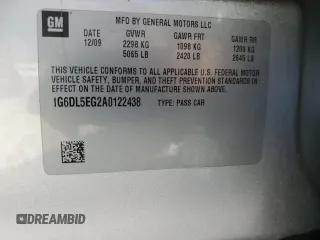 GM
MFD BY GENERAL MOTORS LLC
DATE GVWR GAWR FRT GAWR RR
12/09 2298 KG 1098 KG 1200 KG
5065 LB 2420 LB 2645 LB
THIS VEHICLE CONFORMS TO ALL APPLICABLE U.S. FEDERAL MOTOR
VEHICLE SAFETY, BUMPER, AND THEFT PREVENTION STANDARDS IN
EFFECT ON THE DATE OF MANUFACTURE SHOWN ABOVE.
1G6DL5EG2A0122438 TYPE: PASS CAR
DREAMBID